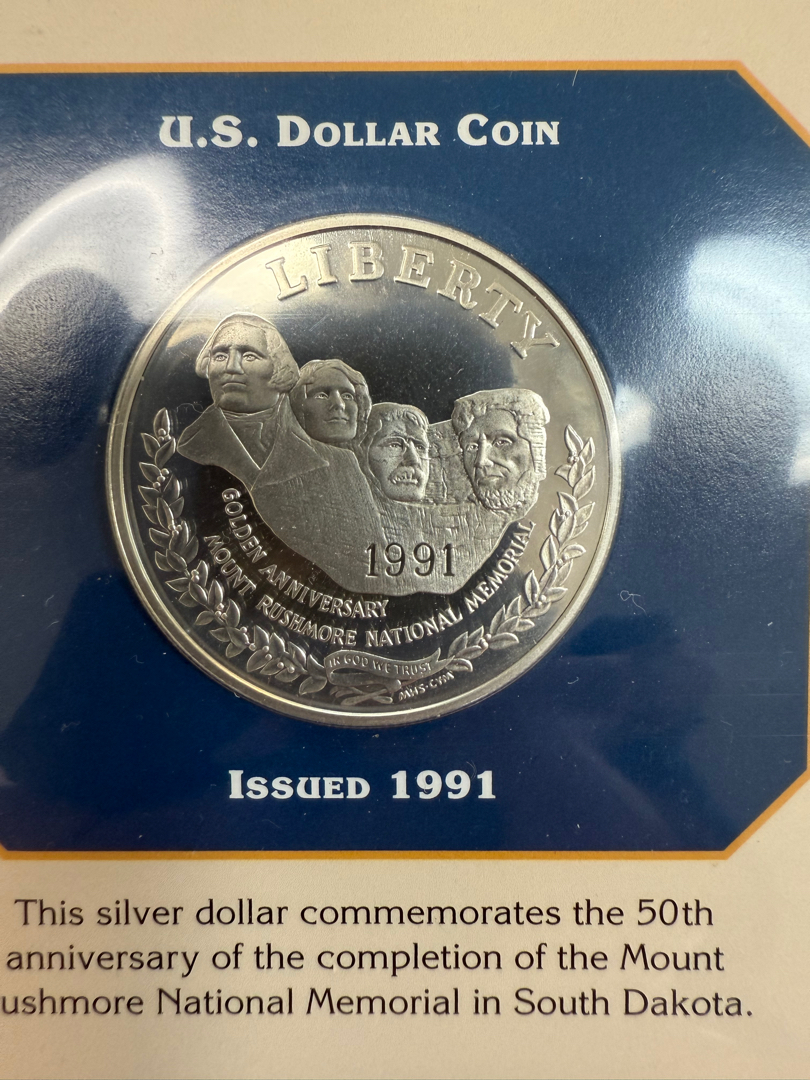 U.S. DOLLAR COIN
LIBERTY
1991
GOLDEN ANNIVERSARY
MOUNT RUSHMORE NATIONAL MEMORIAL
IN GOD WE TRUST
ISSUED 1991
This silver dollar commemorates the 50th
anniversary of the completion of the Mount
ushmore National Memorial in South Dakota.